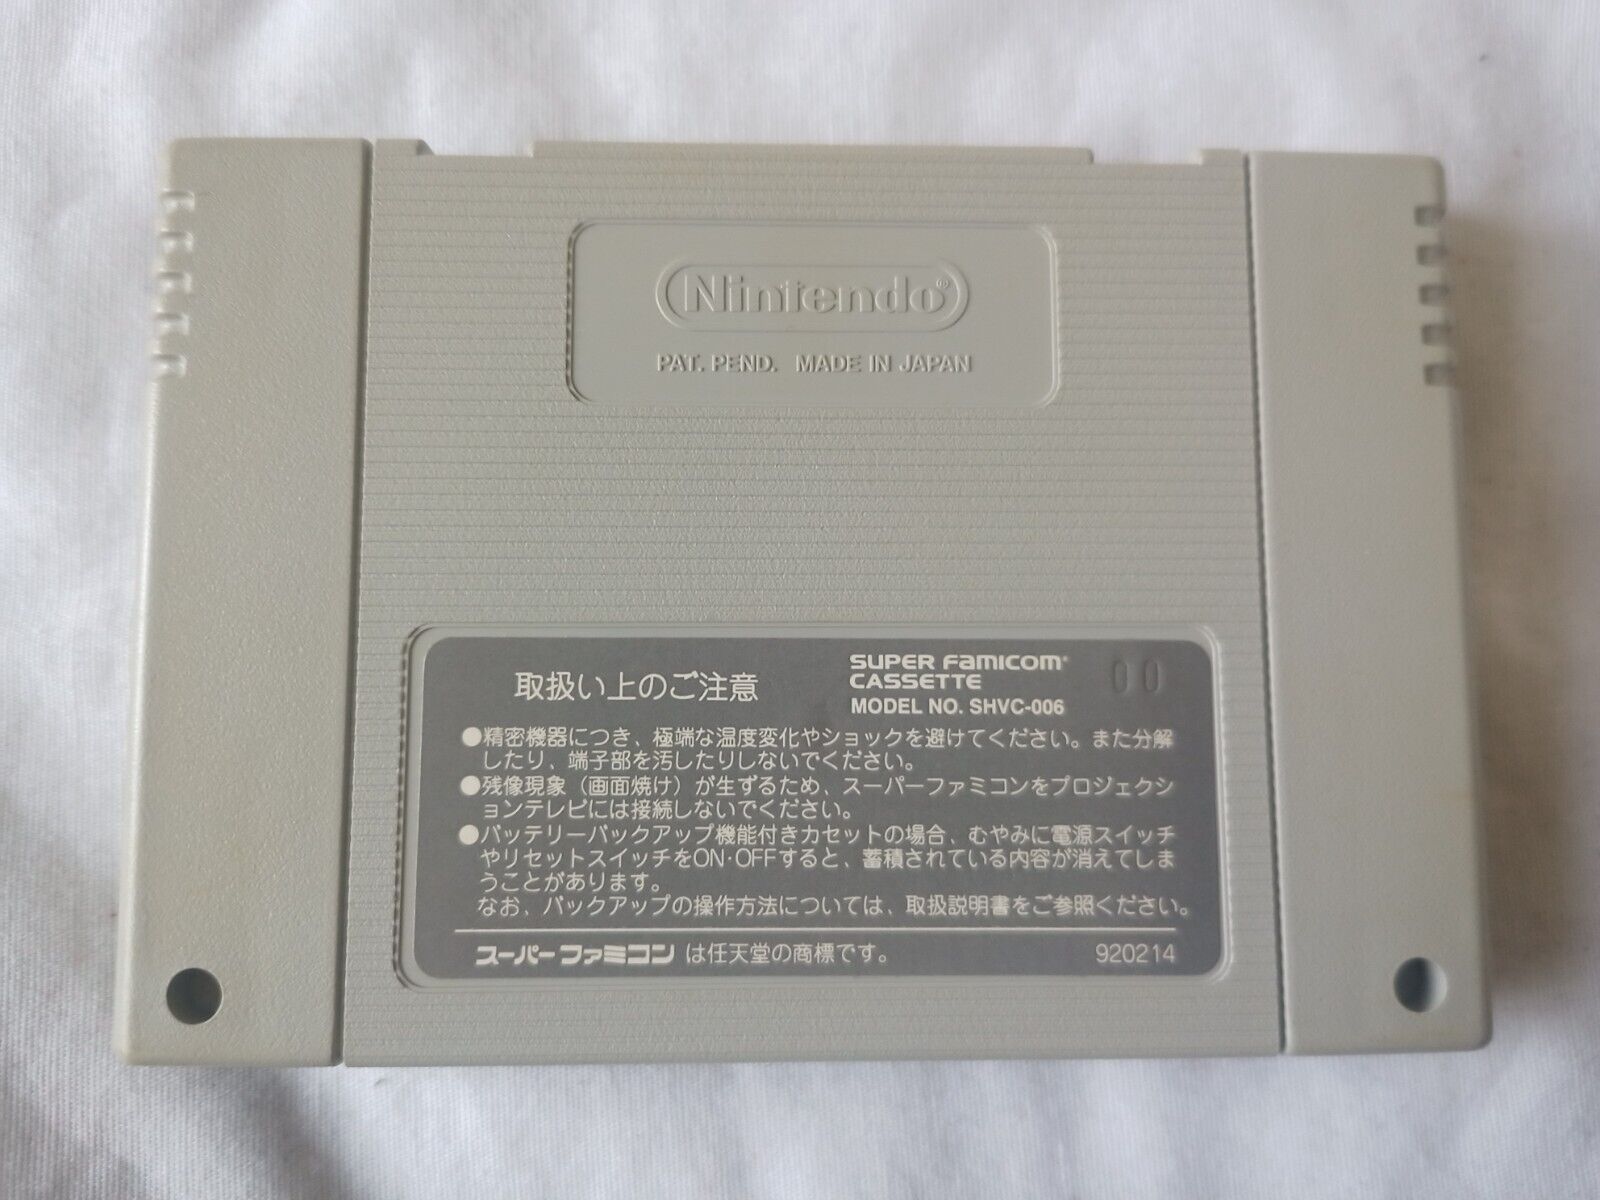 Nintendo®
PAT. PEND. MADE IN JAPAN
取扱い上のご注意
SUPER FAMICOM®
CASSETTE
MODEL NO. SHVC-006
00
●精密機器につき、極端な温度変化やショックを避けてください。また分解
したり、端子部を汚したりしないでください。
●残像現象（画面焼け）が生ずるため、スーパーファミコンをプロジェクシ
ョンテレビには接続しないでください。
●バッテリーバックアップ機能付きカセットの場合、むやみに電源スイッチ
やリセットスイッチをON·OFFすると、蓄積されている内容が消えてしま
うことがあります。
なお、バックアップの操作方法については、取扱説明書をご参照ください。
スーパーファミコン は任天堂の商標です。
920214